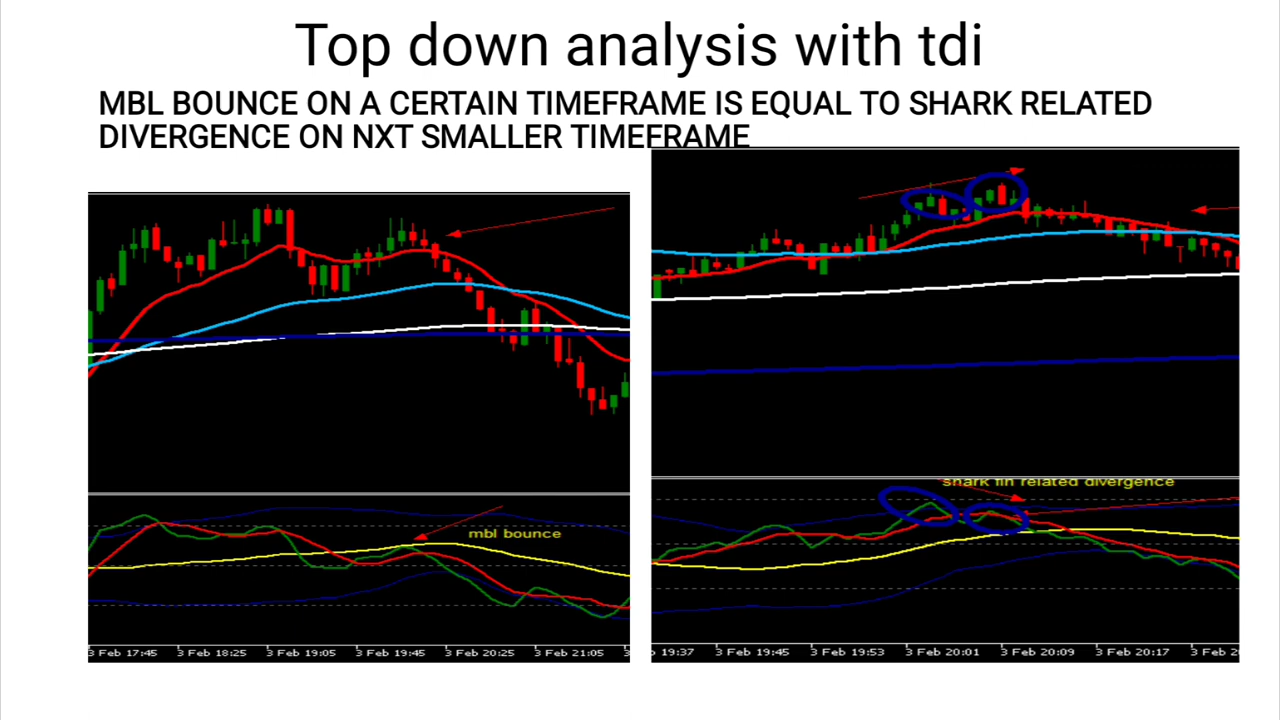 Top down analysis with tdi
MBL BOUNCE ON A CERTAIN TIMEFRAME IS EQUAL TO SHARK RELATED
DIVERGENCE ON NXT SMALLER TIMEFRAME
mbl bounce
3 Feb 17:45 3 Feb 18:25 3 Feb 19:05 3 Feb 19:45 3 Feb 20:25 3 Feb 21:05 3
shark fin related divergence
19:37 3 Feb 19:45 3 Feb 19:53 3 Feb 20:01 3 Feb 20:09 3 Feb 20:17 3 Feb